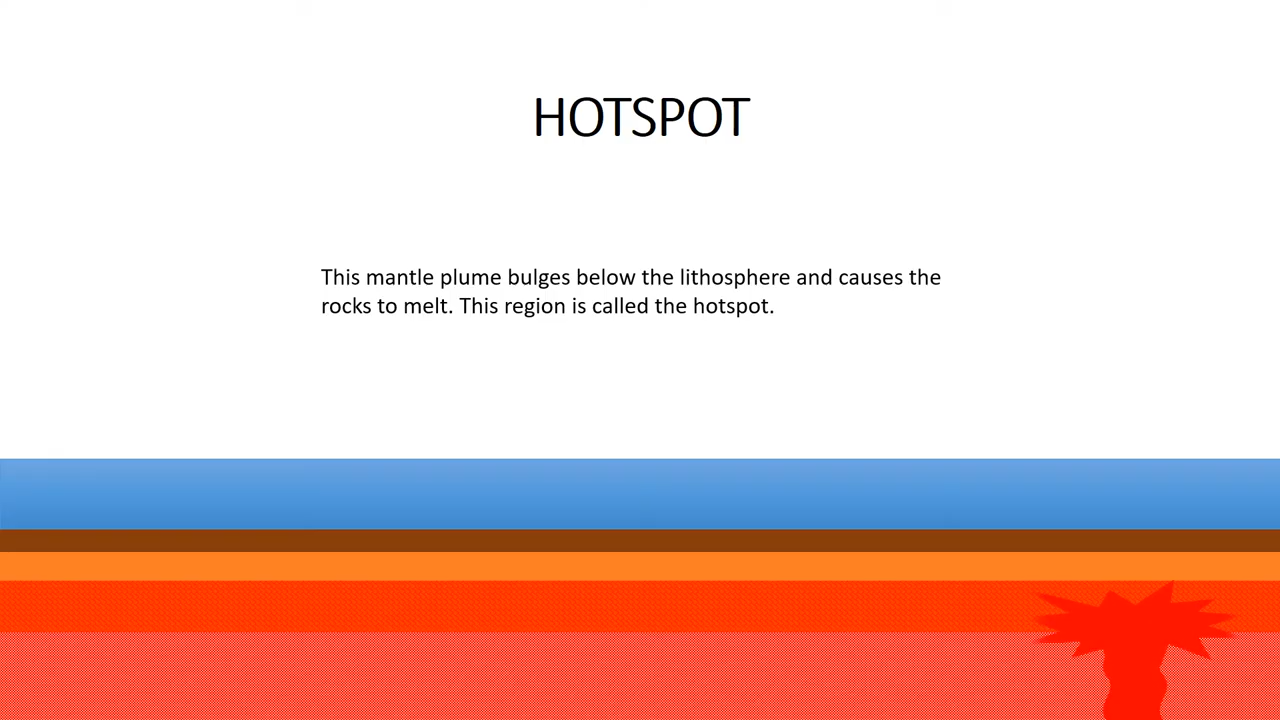 HOTSPOT
This mantle plume bulges below the lithosphere and causes the
rocks to melt. This region is called the hotspot.